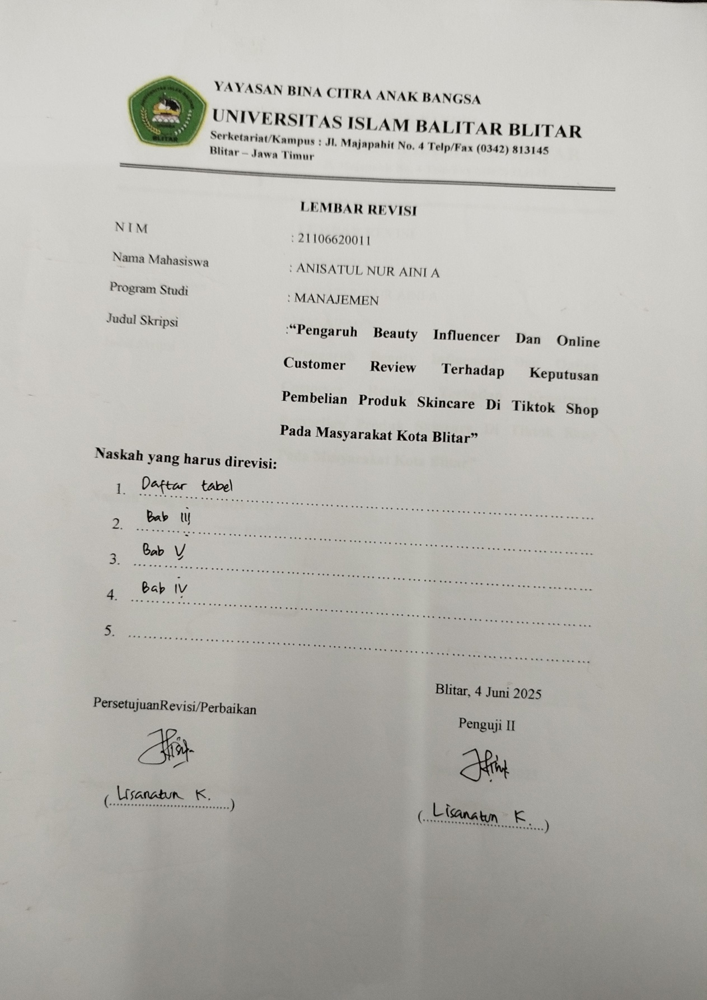 YAYASAN BINA CITRA ANAK BANGSA
UNIVERSITAS ISLAM BALITAR BLITAR
Serketariat/Kampus : Jl. Majapahit No. 4 Telp/Fax (0342) 813145
Blitar – Jawa Timur
BLITAR
LEMBAR REVISI
N I M : 21106620011
Nama Mahasiswa : ANISATUL NUR AINI A
Program Studi : MANAJEMEN
Judul Skripsi :“Pengaruh Beauty Influencer Dan Online
Customer Review Terhadap Keputusan
Pembelian Produk Skincare Di Tiktok Shop
Pada Masyarakat Kota Blitar”
Naskah yang harus direvisi:
1. Daftar tabel
2. Bab III
3. Bab V
4. Bab IV
5.
Blitar, 4 Juni 2025
PersetujuanRevisi/Perbaikan
Penguji II
(Lisanatun K.)
(Lisanatun K.)